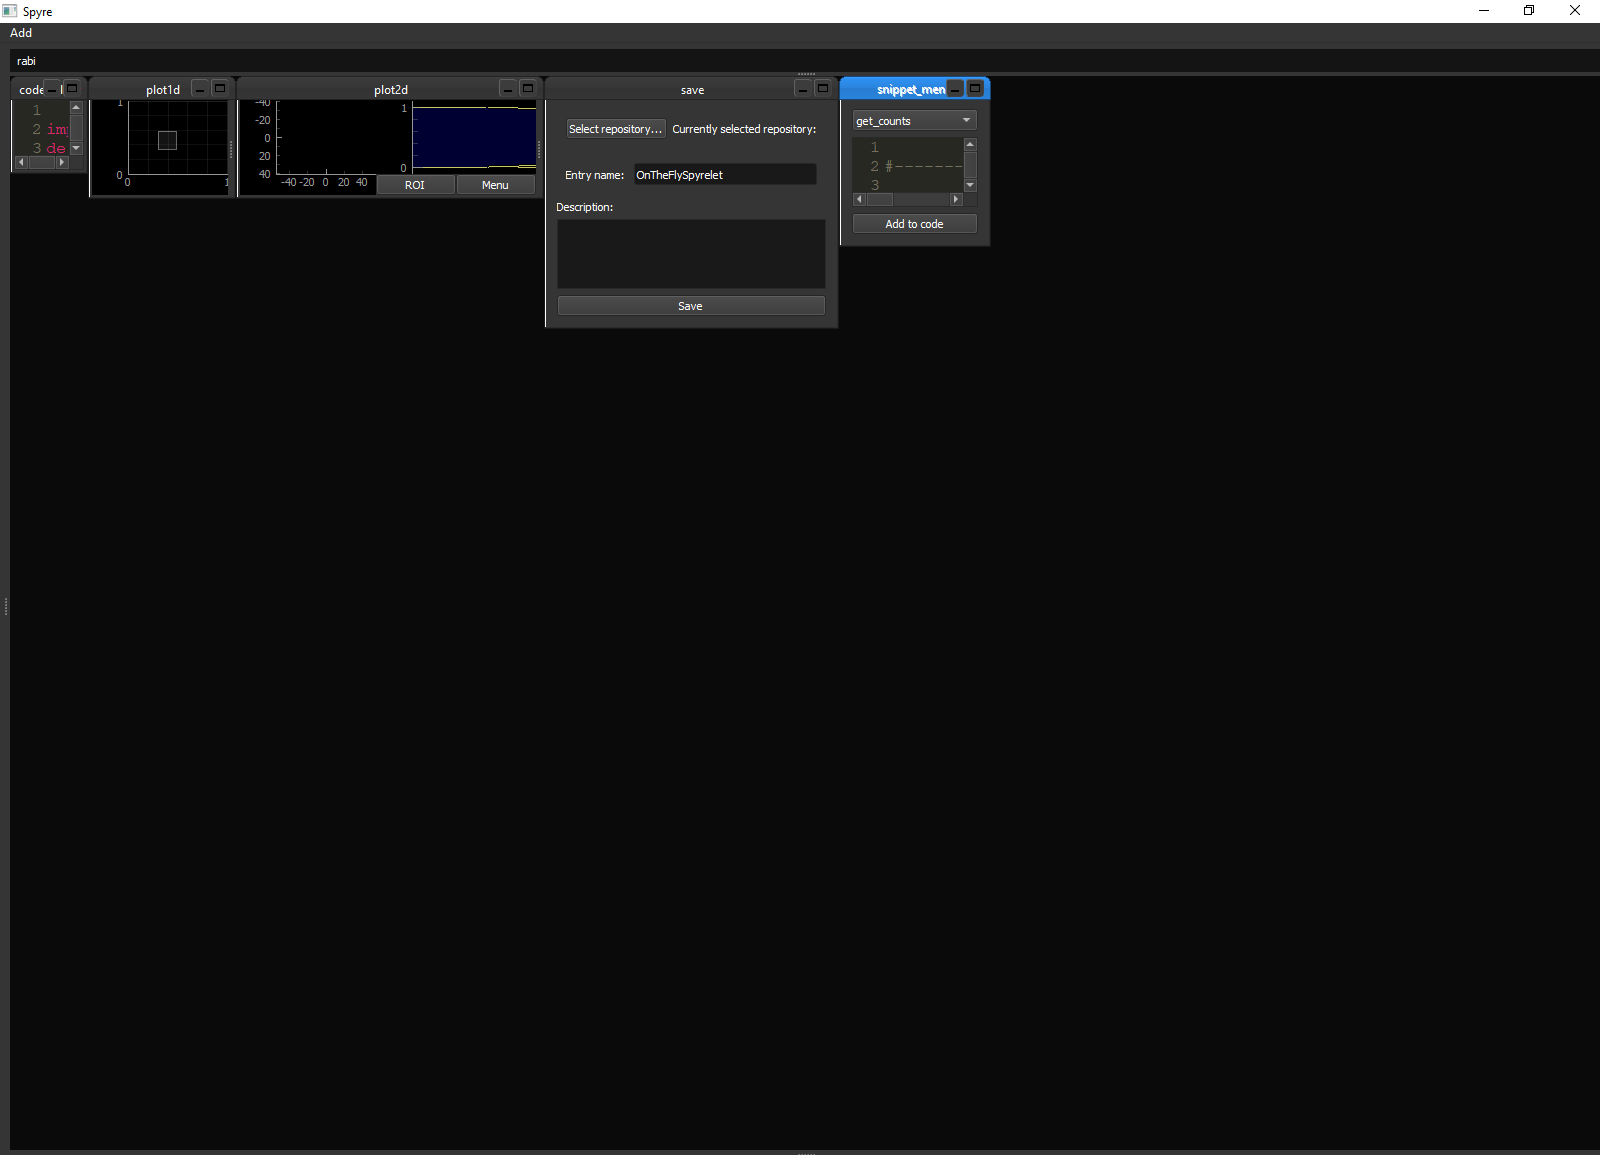 Spyre
Add
rabi
code
plot1d
plot2d
save
snippet_men
1
2 im
3 de
1
0
0 1
-40
-20
0
20
40
-40 -20 0 20 40
1
0
ROI
Menu
Select repository...
Currently selected repository:
Entry name:
OnTheFlySpyrelet
Description:
Save
get_counts
1
2 #-------
3
Add to code